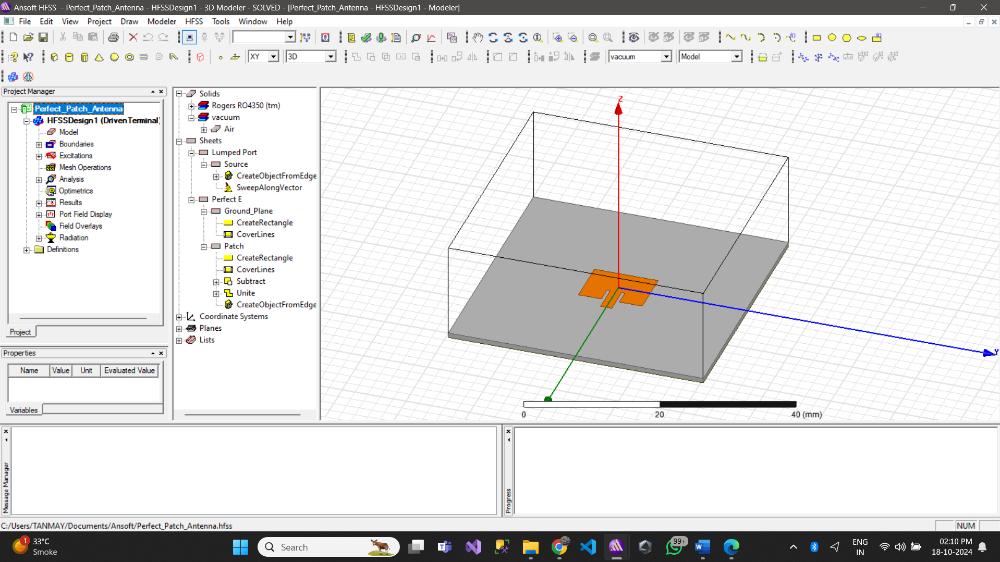 Ansoft HFSS - Perfect_Patch_Antenna - HFSSDesign1 - 3D Modeler - SOLVED - [Perfect_Patch_Antenna - HFSSDesign1 - Modeler]
File Edit View Project Draw Modeler HFSS Tools Window Help
XY 3D vacuum Model
Project Manager
Perfect_Patch_Antenna
HFSSDesign1 (DrivenTerminal)
Model
Boundaries
Excitations
Mesh Operations
Analysis
Optimetrics
Results
Port Field Display
Field Overlays
Radiation
Definitions
Project
Properties
Name Value Unit Evaluated Value
Variables
Solids
Rogers RO4350 (tm)
vacuum
Air
Sheets
Lumped Port
Source
CreateObjectFromEdge
SweepAlongVector
Perfect E
Ground_Plane
CreateRectangle
CoverLines
Patch
CreateRectangle
CoverLines
Subtract
Unite
CreateObjectFromEdge
Coordinate Systems
Planes
Lists
Z
Y
0 20 40 (mm)
Message Manager
Progress
C:/Users/TANMAY/Documents/Ansoft/Perfect_Patch_Antenna.hfss
NUM
1
33°C
Smoke
Search
99+
ENG
IN
02:10 PM
18-10-2024